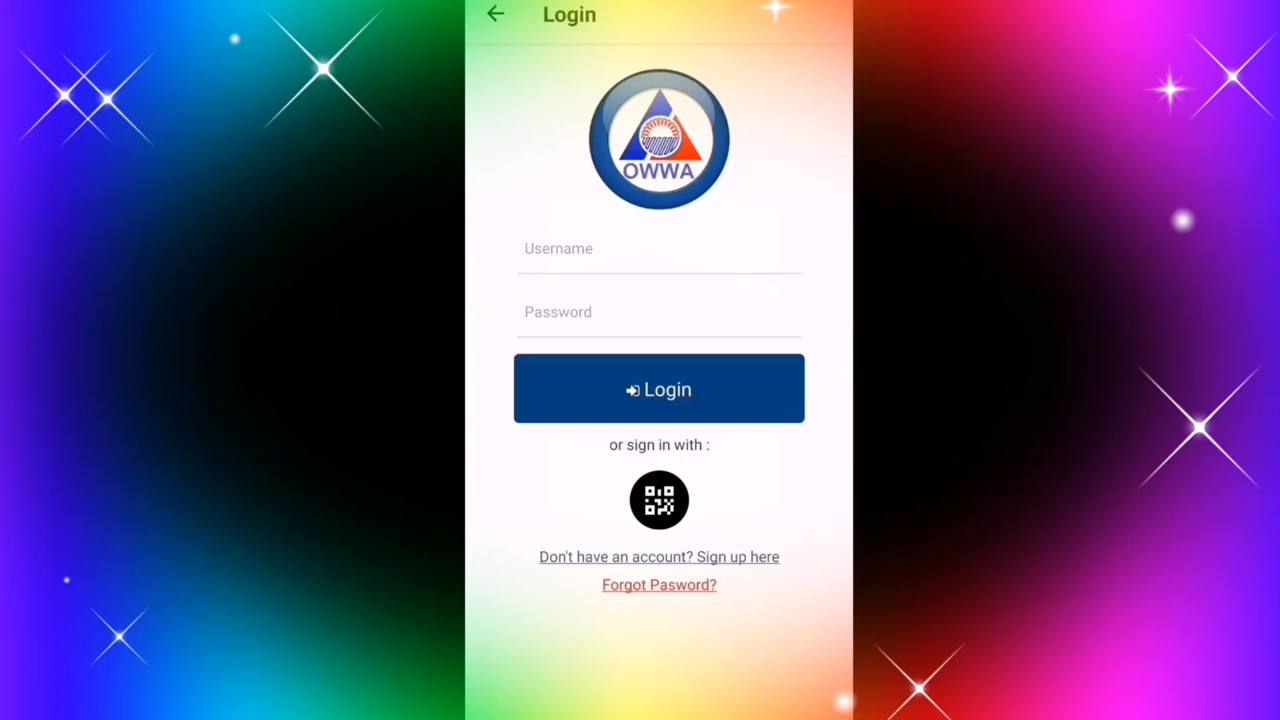 Login
OWWA
Username
Password
Login
or sign in with :
Don't have an account? Sign up here
Forgot Pasword?